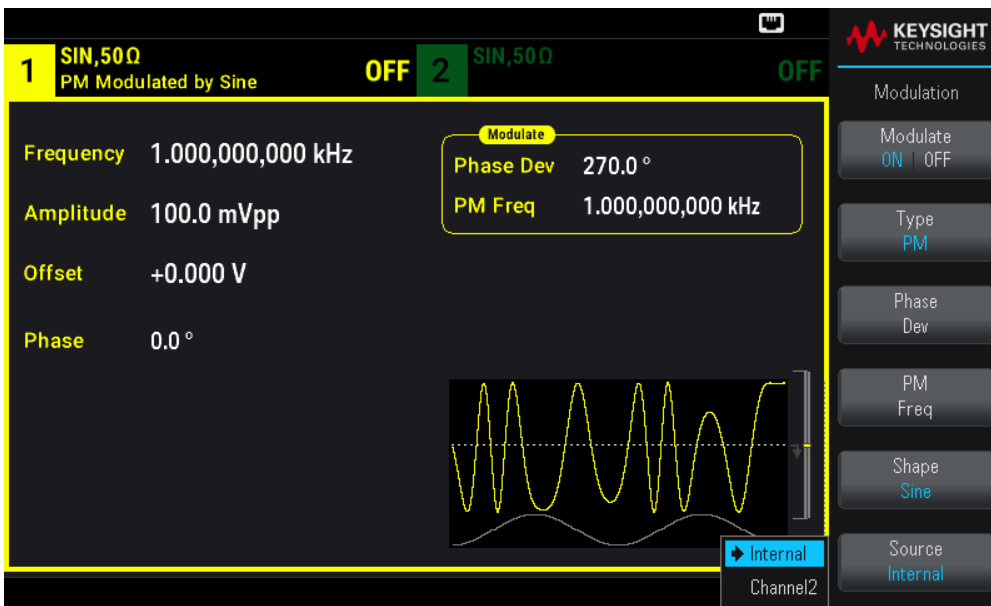 1
SIN,50Ω
PM Modulated by Sine
OFF
2
SIN,50Ω
OFF
KEYSIGHT
TECHNOLOGIES
Frequency 1.000,000,000 kHz
Amplitude 100.0 mVpp
Offset +0.000 V
Phase 0.0 °
Modulate
Phase Dev 270.0 °
PM Freq 1.000,000,000 kHz
Internal
Channel2
Modulation
Modulate
ON | OFF
Type
PM
Phase
Dev
PM
Freq
Shape
Sine
Source
Internal